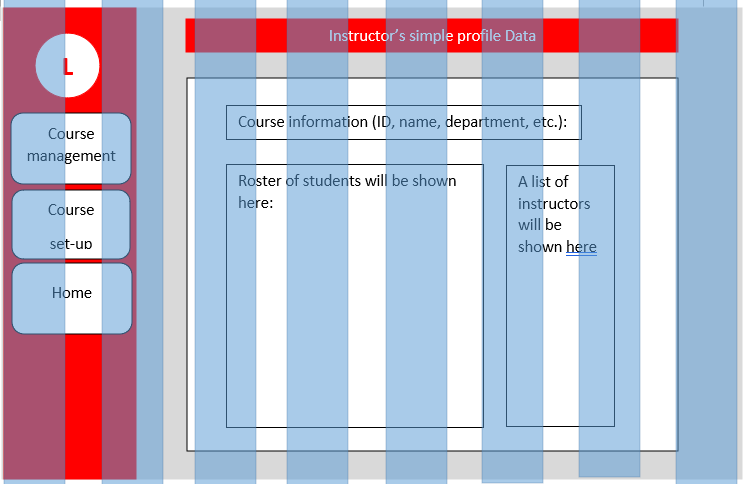 Instructor's simple profile Data
L
Course
management
Course
set-up
Home
Course information (ID, name, department, etc.):
Roster of students will be shown
here:
A list of
instructors
will be
shown here